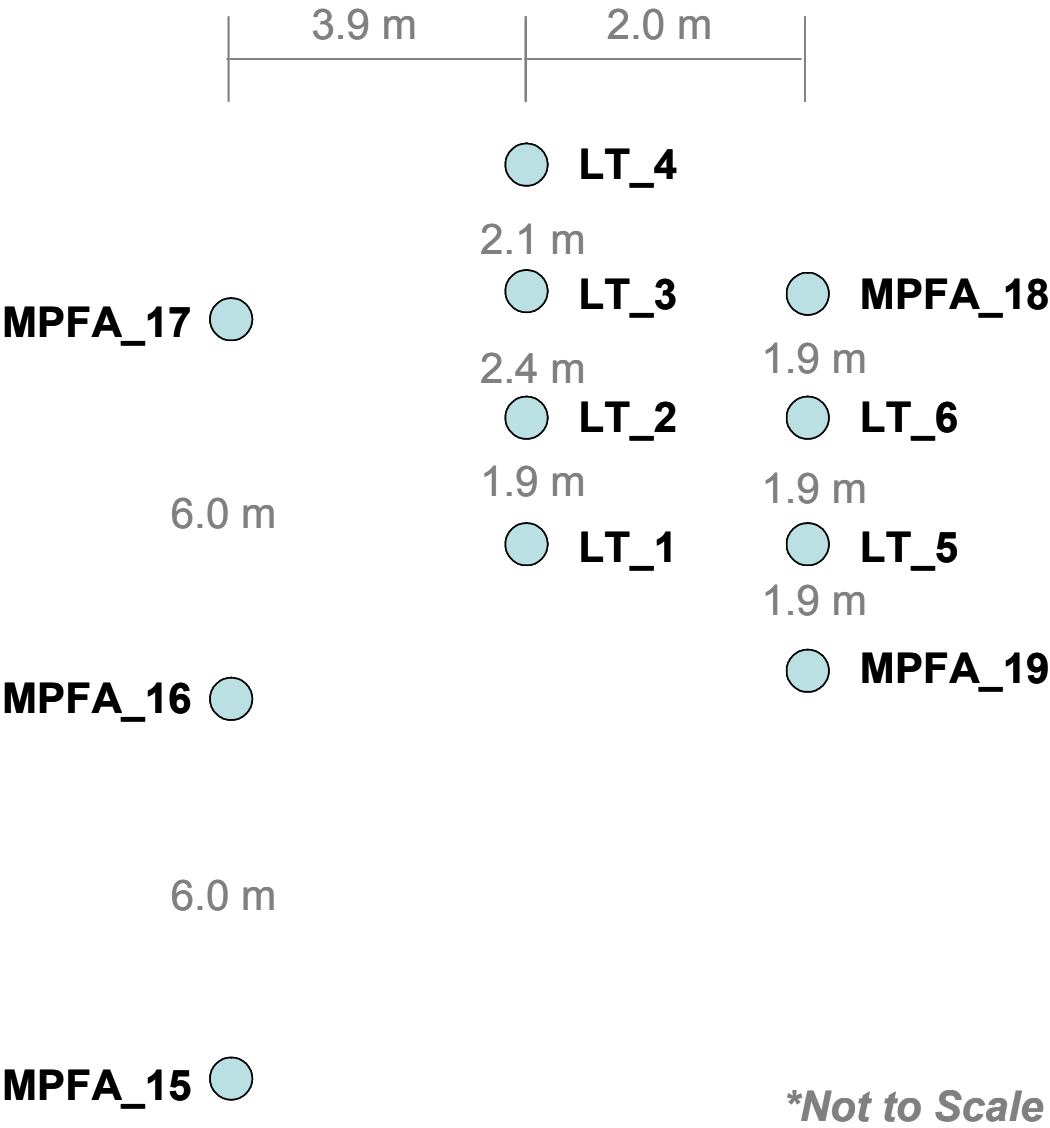 3.9 m 2.0 m
LT_4
2.1 m
MPFA_17 LT_3 MPFA_18
2.4 m 1.9 m
LT_2 LT_6
1.9 m 1.9 m
6.0 m
LT_1 LT_5
1.9 m
MPFA_16 MPFA_19
6.0 m
MPFA_15 *Not to Scale